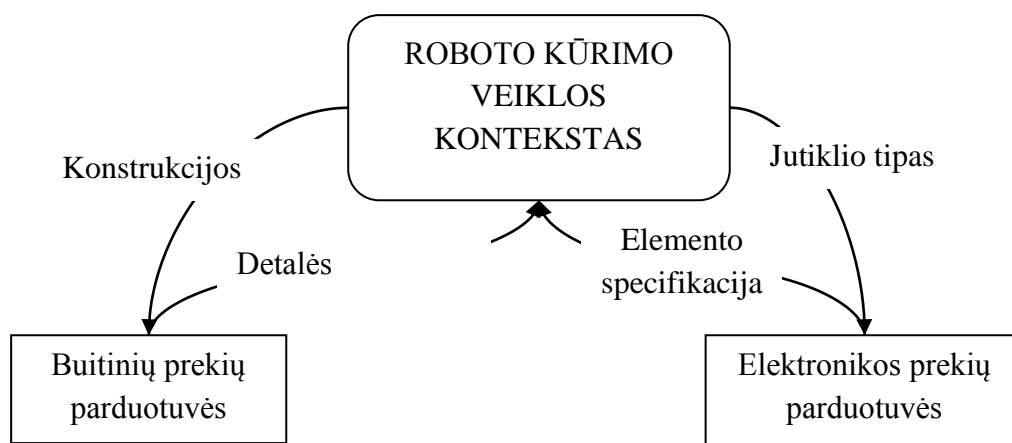 ROBOTO KŪRIMO
VEIKLOS
KONTEKSTAS
Konstrukcijos
Jutiklio tipas
Detalės
Elemento
specifikacija
Buitinių prekių
parduotuvės
Elektronikos prekių
parduotuvės